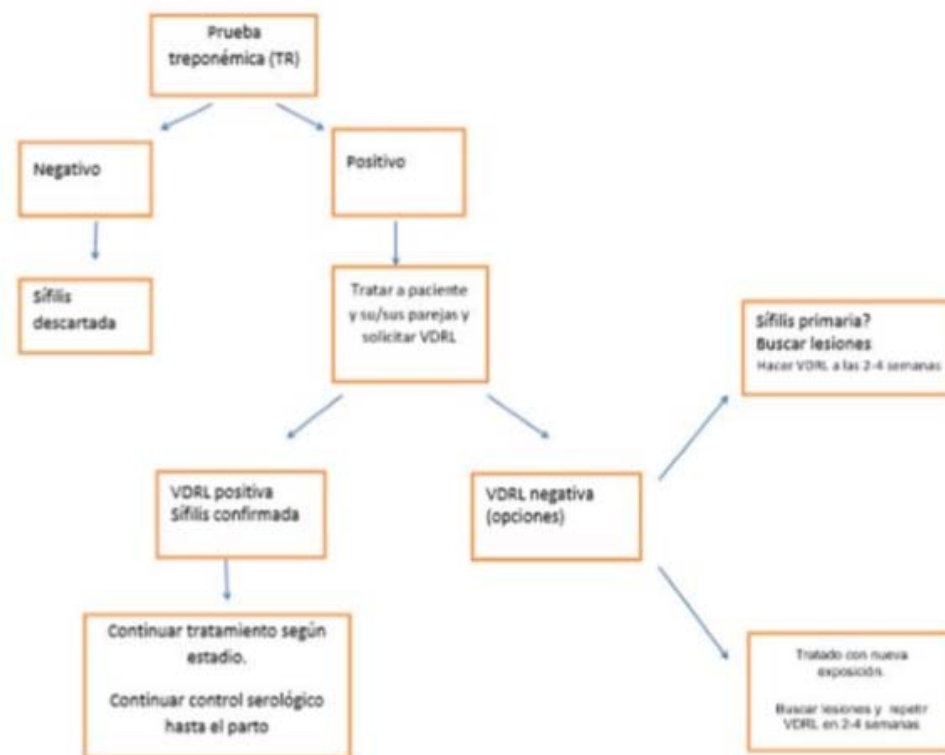 Prueba
treponémica (TR)
Negativo
Positivo
Sífilis
descartada
Tratar a paciente
y su/sus parejas y
solicitar VDRL
Sífilis primaria?
Buscar lesiones
Hacer VDRL a las 2-4 semanas
VDRL positiva
Sífilis confirmada
VDRL negativa
(opciones)
Continuar tratamiento según
estadio.
Continuar control serológico
hasta el parto
Tratado con nueva
exposición.
Buscar lesiones y repetir
VDRL en 2-4 semanas